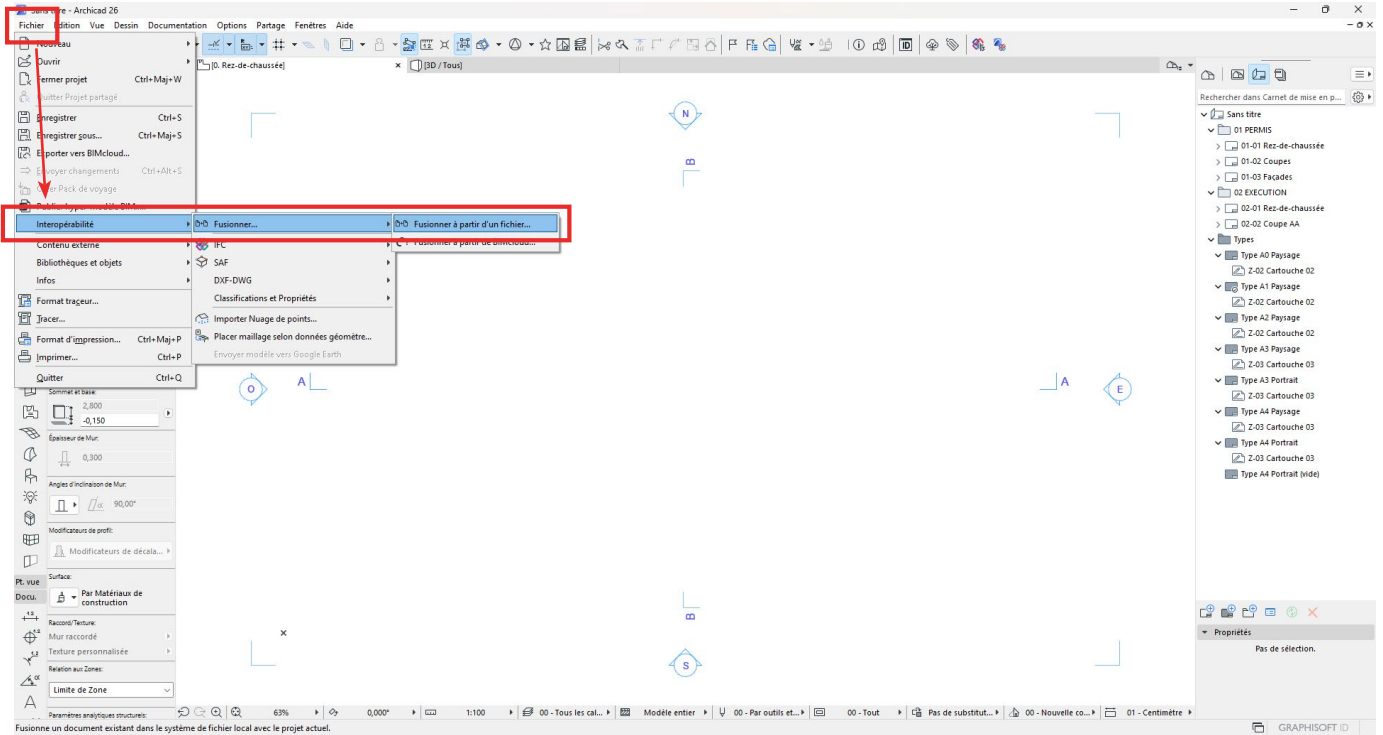 Sans titre - Archicad 26
Fichier Edition Vue Dessin Documentation Options Partage Fenêtres Aide
Nouveau
Ouvrir
Fermer projet Ctrl+Maj+W
Quitter Projet partagé
Enregistrer Ctrl+S
Enregistrer sous... Ctrl+Maj+S
Exporter vers BIMcloud...
Envoyer changements Ctrl+Alt+S
Créer Pack de voyage
Publier hyper-modèle BIMx...
Interopérabilité
Contenu externe
Bibliothèques et objets
Infos
Format traceur...
Tracer...
Format d'impression... Ctrl+Maj+P
Imprimer... Ctrl+P
Quitter Ctrl+Q
Fusionner...
IFC
SAF
DXF-DWG
Classifications et Propriétés
Importer Nuage de points...
Placer maillage selon données géomètre...
Envoyer modèle vers Google Earth
Fusionner à partir d'un fichier...
Fusionner à partir de BIMcloud...
[0. Rez-de-chaussée]
[3D / Tous]
N
B
O
A
A
E
B
S
Sommet et base:
2,800
-0,150
Épaisseur de Mur:
0,300
Angles d'inclinaison de Mur:
90,00°
Modificateurs de profil:
Modificateurs de décala...
Surface:
Par Matériaux de
construction
Raccord/Texture:
Mur raccordé
Texture personnalisée
Relation aux Zones:
Limite de Zone
Paramètres analytiques structurels:
Pt. vue
Docu.
Rechercher dans Carnet de mise en p...
Sans titre
01 PERMIS
01-01 Rez-de-chaussée
01-02 Coupes
01-03 Façades
02 EXECUTION
02-01 Rez-de-chaussée
02-02 Coupe AA
Types
Type A0 Paysage
Z-02 Cartouche 02
Type A1 Paysage
Z-02 Cartouche 02
Type A2 Paysage
Z-02 Cartouche 02
Type A3 Paysage
Z-03 Cartouche 03
Type A3 Portrait
Z-03 Cartouche 03
Type A4 Paysage
Z-03 Cartouche 03
Type A4 Portrait
Z-03 Cartouche 03
Type A4 Portrait (vide)
Propriétés
Pas de sélection.
63% 0,000° 1:100 00 - Tous les cal... Modèle entier 00 - Par outils et... 00 - Tout Pas de substitut... 00 - Nouvelle co... 01 - Centimètre
Fusionne un document existant dans le système de fichier local avec le projet actuel.
GRAPHISOFT ID